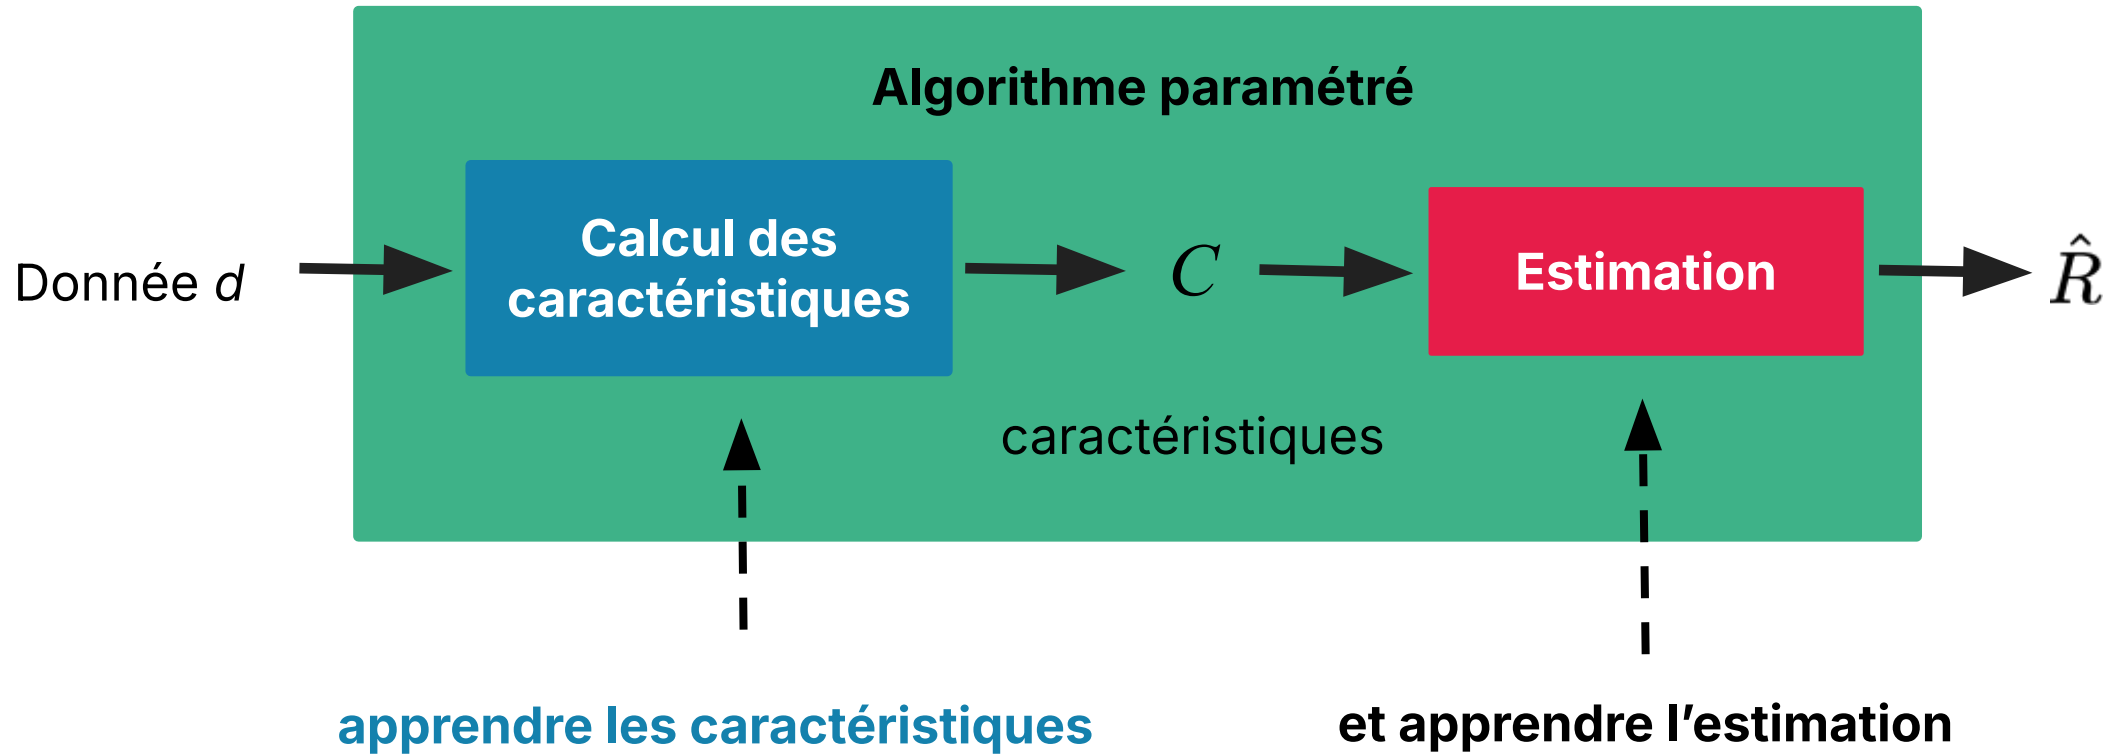 Algorithme paramétré
Donnée d
Calcul des
caractéristiques
C
Estimation
R̂
caractéristiques
apprendre les caractéristiques
et apprendre l’estimation